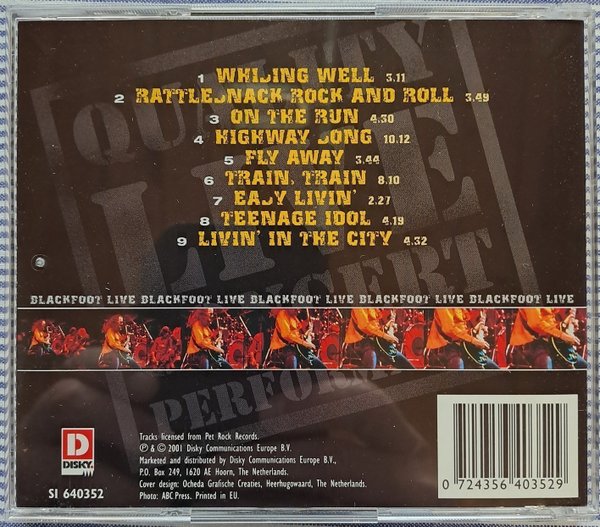 QUALITY
LIVE
1 WHISING WELL 3.11
2 RATTLESNACK ROCK AND ROLL 3.49
3 ON THE RUN 4.30
4 HIGHWAY SONG 10.12
5 FLY AWAY 3.44
6 TRAIN, TRAIN 8.10
7 EASY LIVIN' 2.27
8 TEENAGE IDOL 4.19
9 LIVIN' IN THE CITY 4.32
BLACKFOOT LIVE BLACKFOOT LIVE BLACKFOOT LIVE BLACKFOOT LIVE BLACKFOOT LIVE
Tracks licensed from Pet Rock Records.
℗ & © 2001 Disky Communications Europe B.V.
Marketed and distributed by Disky Communications Europe B.V.,
P.O. Box 249, 1620 AE Hoorn, The Netherlands.
Cover design: Ocheda Grafische Creaties, Heerhugowaard, The Netherlands.
Photo: ABC Press. Printed in EU.
D
DISKY
SI 640352
0 724356 403529